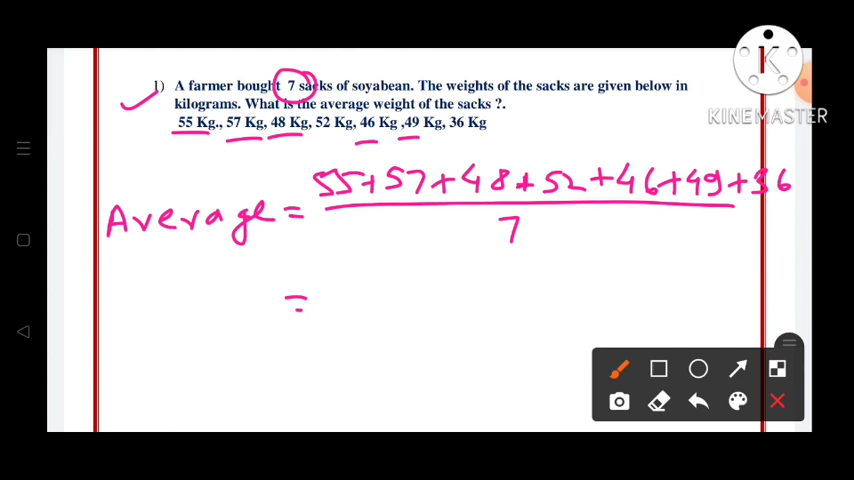 K
KINEMASTER
1) A farmer bought 7 sacks of soyabean. The weights of the sacks are given below in
kilograms. What is the average weight of the sacks ?.
55 Kg., 57 Kg, 48 Kg, 52 Kg, 46 Kg ,49 Kg, 36 Kg
55+57+48+52+46+49+36
Average =
7
=